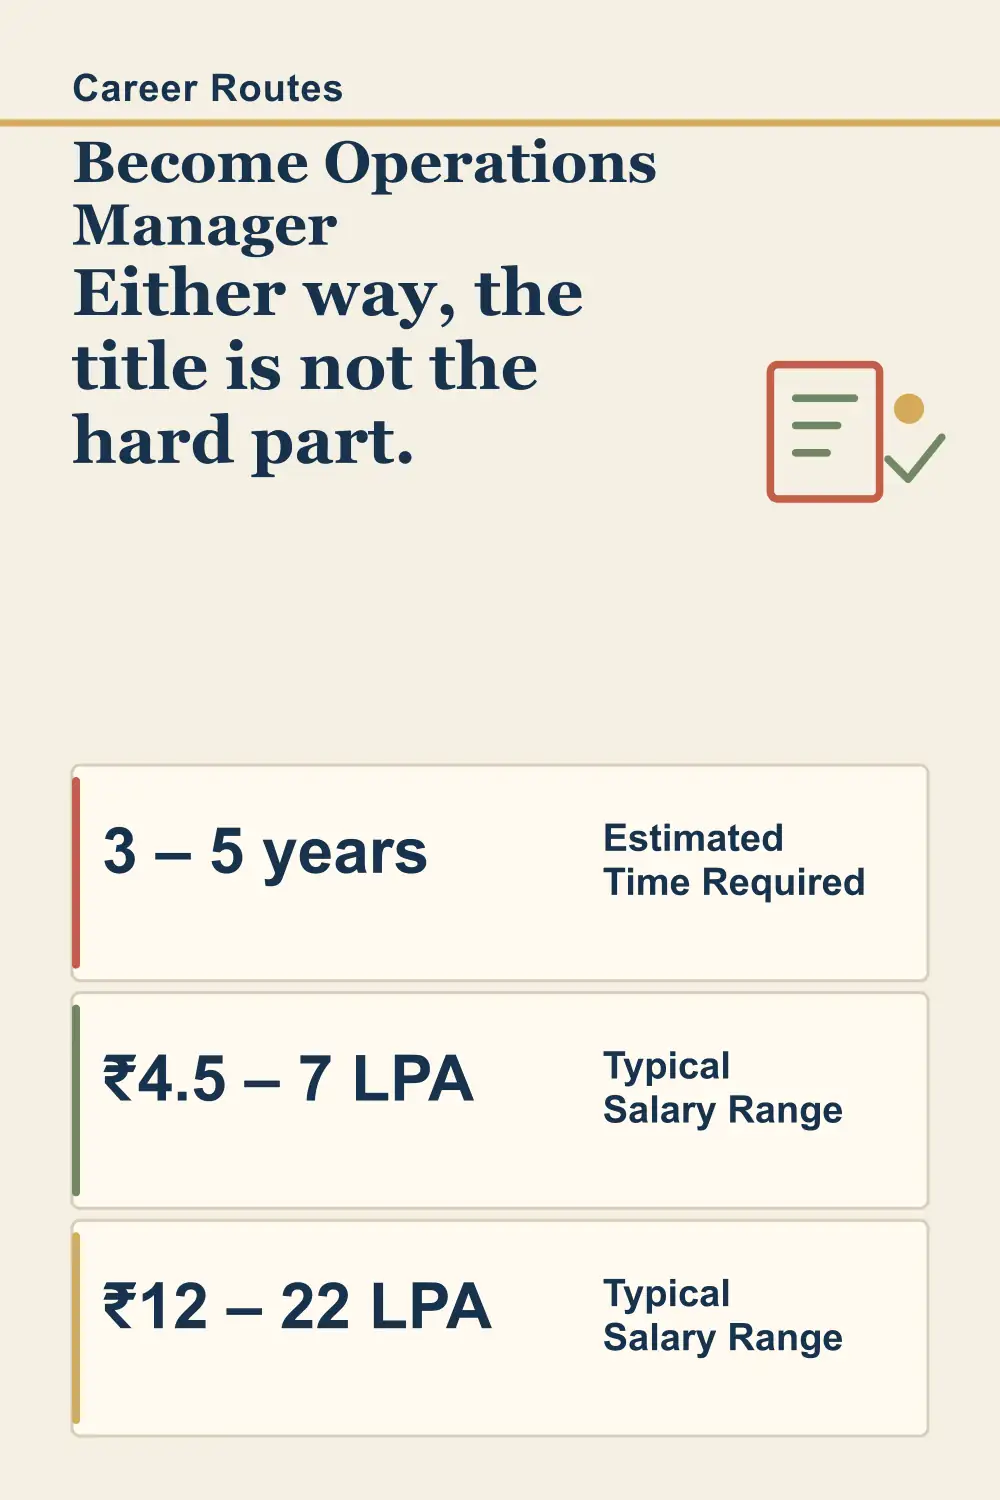 Career Routes
Become Operations
Manager
Either way, the
title is not the
hard part.
3 – 5 years
Estimated
Time Required
₹4.5 – 7 LPA
Typical
Salary Range
₹12 – 22 LPA
Typical
Salary Range